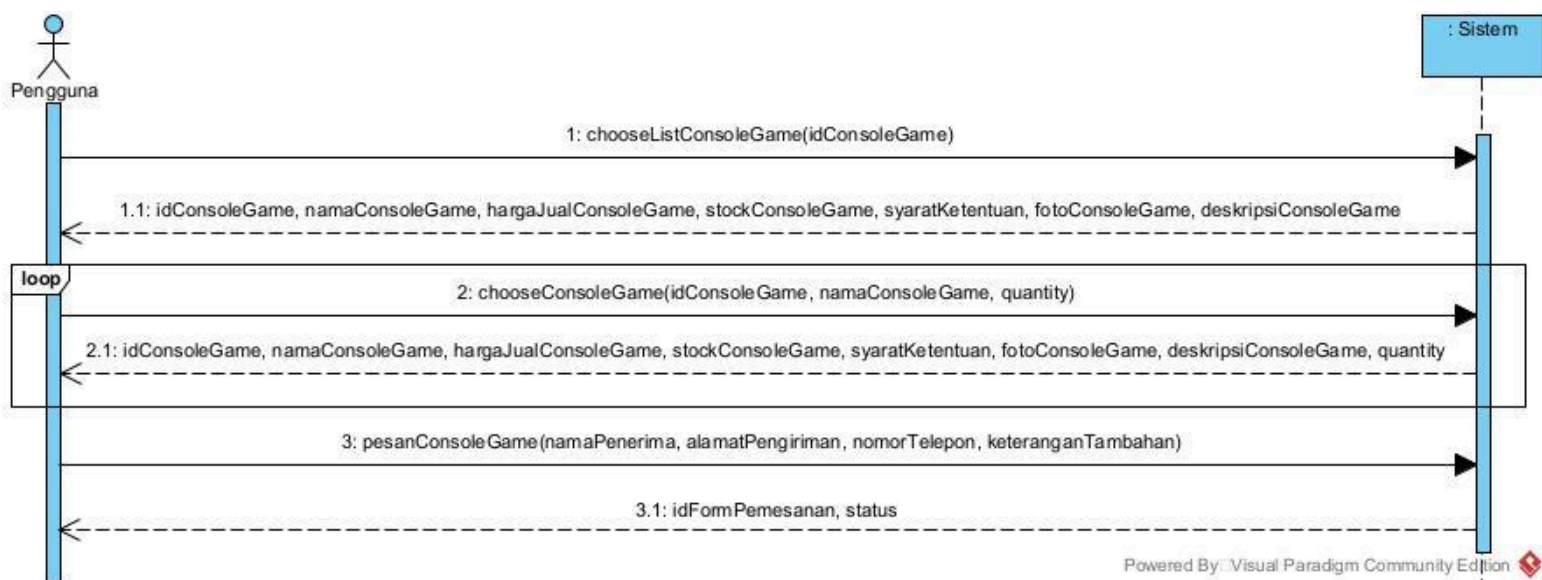 : Sistem
Pengguna
1: chooseListConsoleGame(idConsoleGame)
1.1: idConsoleGame, namaConsoleGame, hargaJualConsoleGame, stockConsoleGame, syaratKetentuan, fotoConsoleGame, deskripsiConsoleGame
loop
2: chooseConsoleGame(idConsoleGame, namaConsoleGame, quantity)
2.1: idConsoleGame, namaConsoleGame, hargaJualConsoleGame, stockConsoleGame, syaratKetentuan, fotoConsoleGame, deskripsiConsoleGame, quantity
3: pesanConsoleGame(namaPenerima, alamatPengiriman, nomorTelepon, keteranganTambahan)
3.1: idFormPemesanan, status
Powered By Visual Paradigm Community Edition